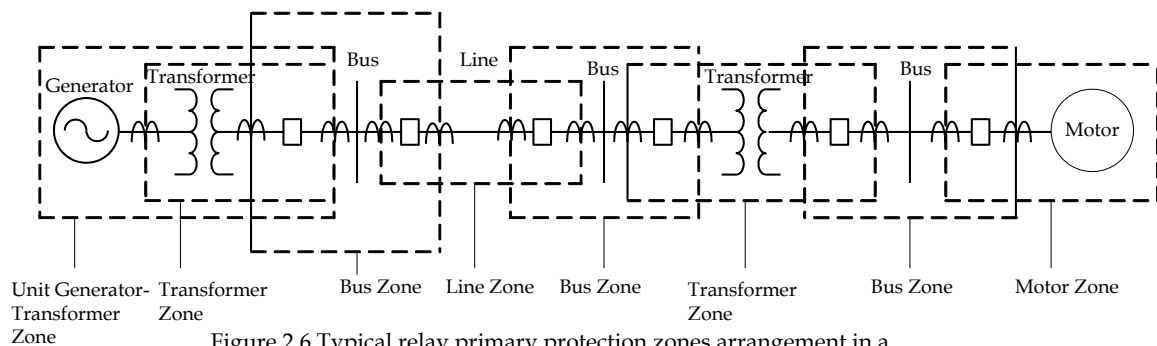 Generator
Transformer
Bus
Line
Bus
Transformer
Bus
Motor
Unit Generator-
Transformer
Zone
Transformer
Zone
Bus Zone
Line Zone
Bus Zone
Transformer
Zone
Bus Zone
Motor Zone
Figure 2.6 Typical relay primary protection zones arrangement in a